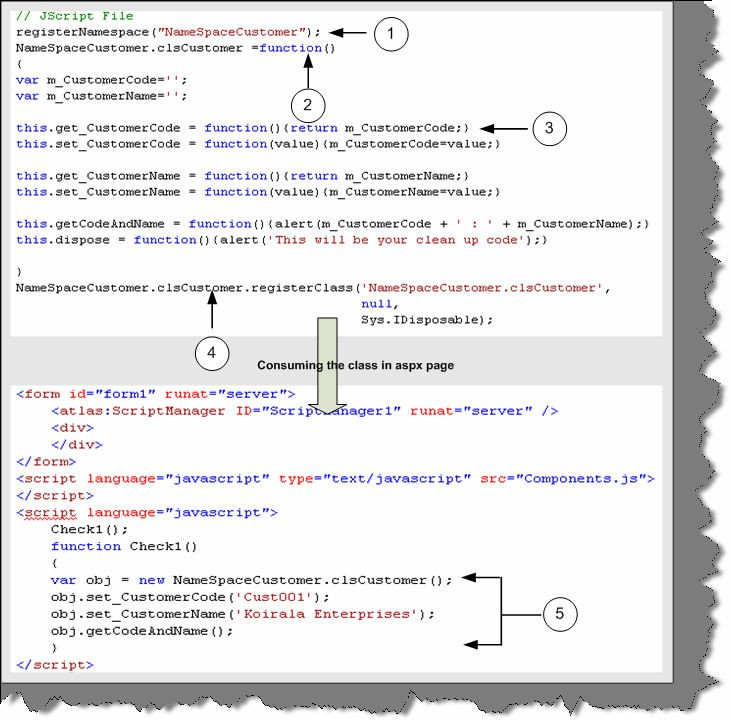 // JScript File
registerNamespace("NameSpaceCustomer");
1
NameSpaceCustomer.clsCustomer =function()
{
2
var m_CustomerCode='';
var m_CustomerName='';
this.get_CustomerCode = function(){return m_CustomerCode;}
3
this.set_CustomerCode = function(value){m_CustomerCode=value;}
this.get_CustomerName = function(){return m_CustomerName;}
this.set_CustomerName = function(value){m_CustomerName=value;}
this.getCodeAndName = function(){alert(m_CustomerCode + ' : ' + m_CustomerName);}
this.dispose = function(){alert('This will be your clean up code');}
}
NameSpaceCustomer.clsCustomer.registerClass('NameSpaceCustomer.clsCustomer',
null,
Sys.IDisposable);
4
Consuming the class in aspx page
<form id="form1" runat="server">
<atlas:ScriptManager ID="ScriptManager1" runat="server" />
<div>
</div>
</form>
<script language="javascript" type="text/javascript" src="Components.js">
</script>
<script language="javascript">
Check1();
function Check1()
{
var obj = new NameSpaceCustomer.clsCustomer();
obj.set_CustomerCode('Cust001');
obj.set_CustomerName('Koirala Enterprises');
5
obj.getCodeAndName();
}
</script>